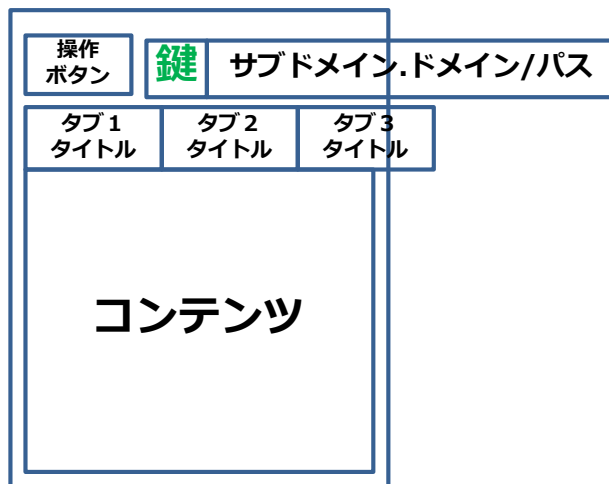 操作
ボタン
鍵
サブドメイン.ドメイン/パス
タブ１
タイトル
タブ２
タイトル
タブ３
タイトル
コンテンツ